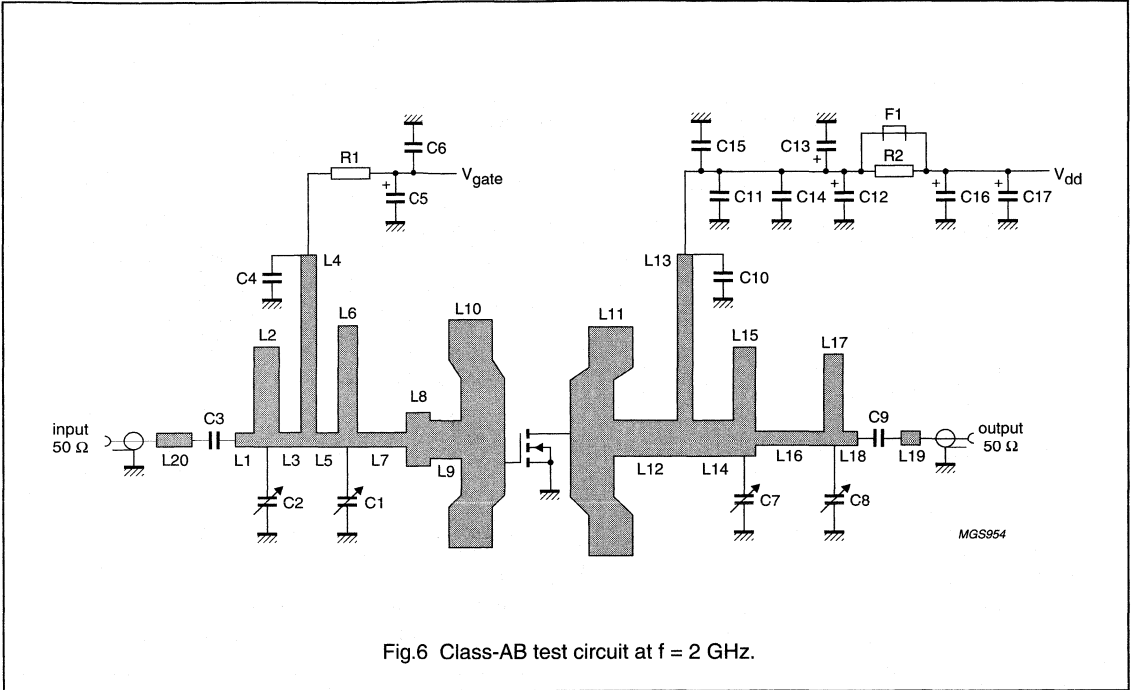 F1
C15
C13
+
R2
C6
R1
V_gate
+
C5
C11
C14
C12
+
+
C16
+
C17
V_dd
L4
C4
L13
C10
L10
L11
L6
L2
L15
L17
L8
C3
input
50 Ω
L20
L1
L3
L5
L7
L9
L12
L14
L16
L18
C9
L19
output
50 Ω
C2
C1
C7
C8
MGS954
Fig.6 Class-AB test circuit at f = 2 GHz.